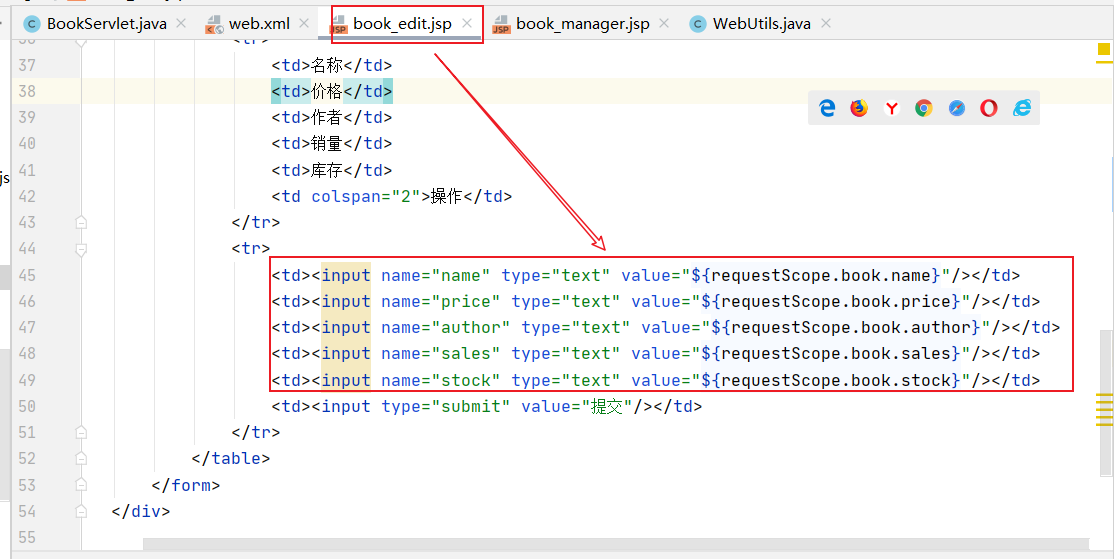 BookServlet.java web.xml book_edit.jsp book_manager.jsp WebUtils.java
37 <td>名称</td>
38 <td>价格</td>
39 <td>作者</td>
40 <td>销量</td>
41 <td>库存</td>
42 <td colspan="2">操作</td>
43 </tr>
44 <tr>
45 <td><input name="name" type="text" value="${requestScope.book.name}"/></td>
46 <td><input name="price" type="text" value="${requestScope.book.price}"/></td>
47 <td><input name="author" type="text" value="${requestScope.book.author}"/></td>
48 <td><input name="sales" type="text" value="${requestScope.book.sales}"/></td>
49 <td><input name="stock" type="text" value="${requestScope.book.stock}"/></td>
50 <td><input type="submit" value="提交"/></td>
51 </tr>
52 </table>
53 </form>
54 </div>
55